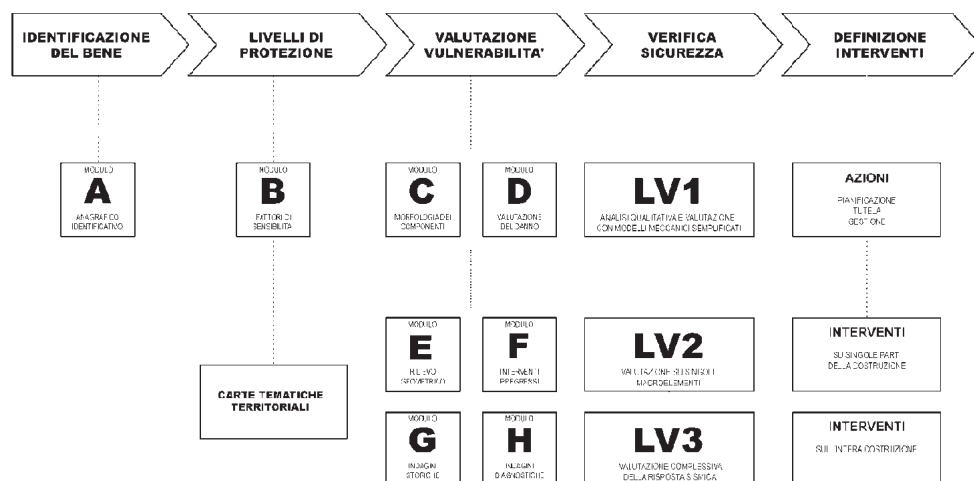 IDENTIFICAZIONE
DEL BENE
LIVELLI DI
PROTEZIONE
VALUTAZIONE
VULNERABILITA'
VERIFICA
SICUREZZA
DEFINIZIONE
INTERVENTI
MODULO
A
ANAGRAFICO
IDENTIFICATIVO
MODULO
B
FATTORI DI
SENSIBILITÀ
MODULO
C
MORFOLOGIA DEI
COMPONENTI
MODULO
D
VALUTAZIONE
DEL DANNO
LV1
ANALISI QUALITATIVA E VALUTAZIONE
CON MODELLI MECCANICI SEMPLIFICATI
AZIONI
PIANIFICAZIONE
TUTELA
GESTIONE
CARTE TEMATICHE
TERRITORIALI
MODULO
E
RILIEVO
GEOMETRICO
MODULO
F
INTERVENTI
PREGRESSI
LV2
VALUTAZIONE SU SINGOLI
MACROELEMENTI
INTERVENTI
SU SINGOLE PARTI
DELLA COSTRUZIONE
MODULO
G
INDAGINI
STORICHE
MODULO
H
INDAGINI
DIAGNOSTICHE
LV3
VALUTAZIONE COMPLESSIVA
DELLA RISPOSTA SISMICA
INTERVENTI
SULL'INTERA COSTRUZIONE